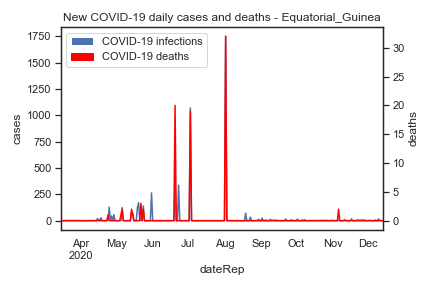 New COVID-19 daily cases and deaths - Equatorial_Guinea
COVID-19 infections
COVID-19 deaths
1750
1500
1250
1000
750
500
250
0
cases
30
25
20
15
10
5
0
deaths
Apr May Jun Jul Aug Sep Oct Nov Dec
2020
dateRep